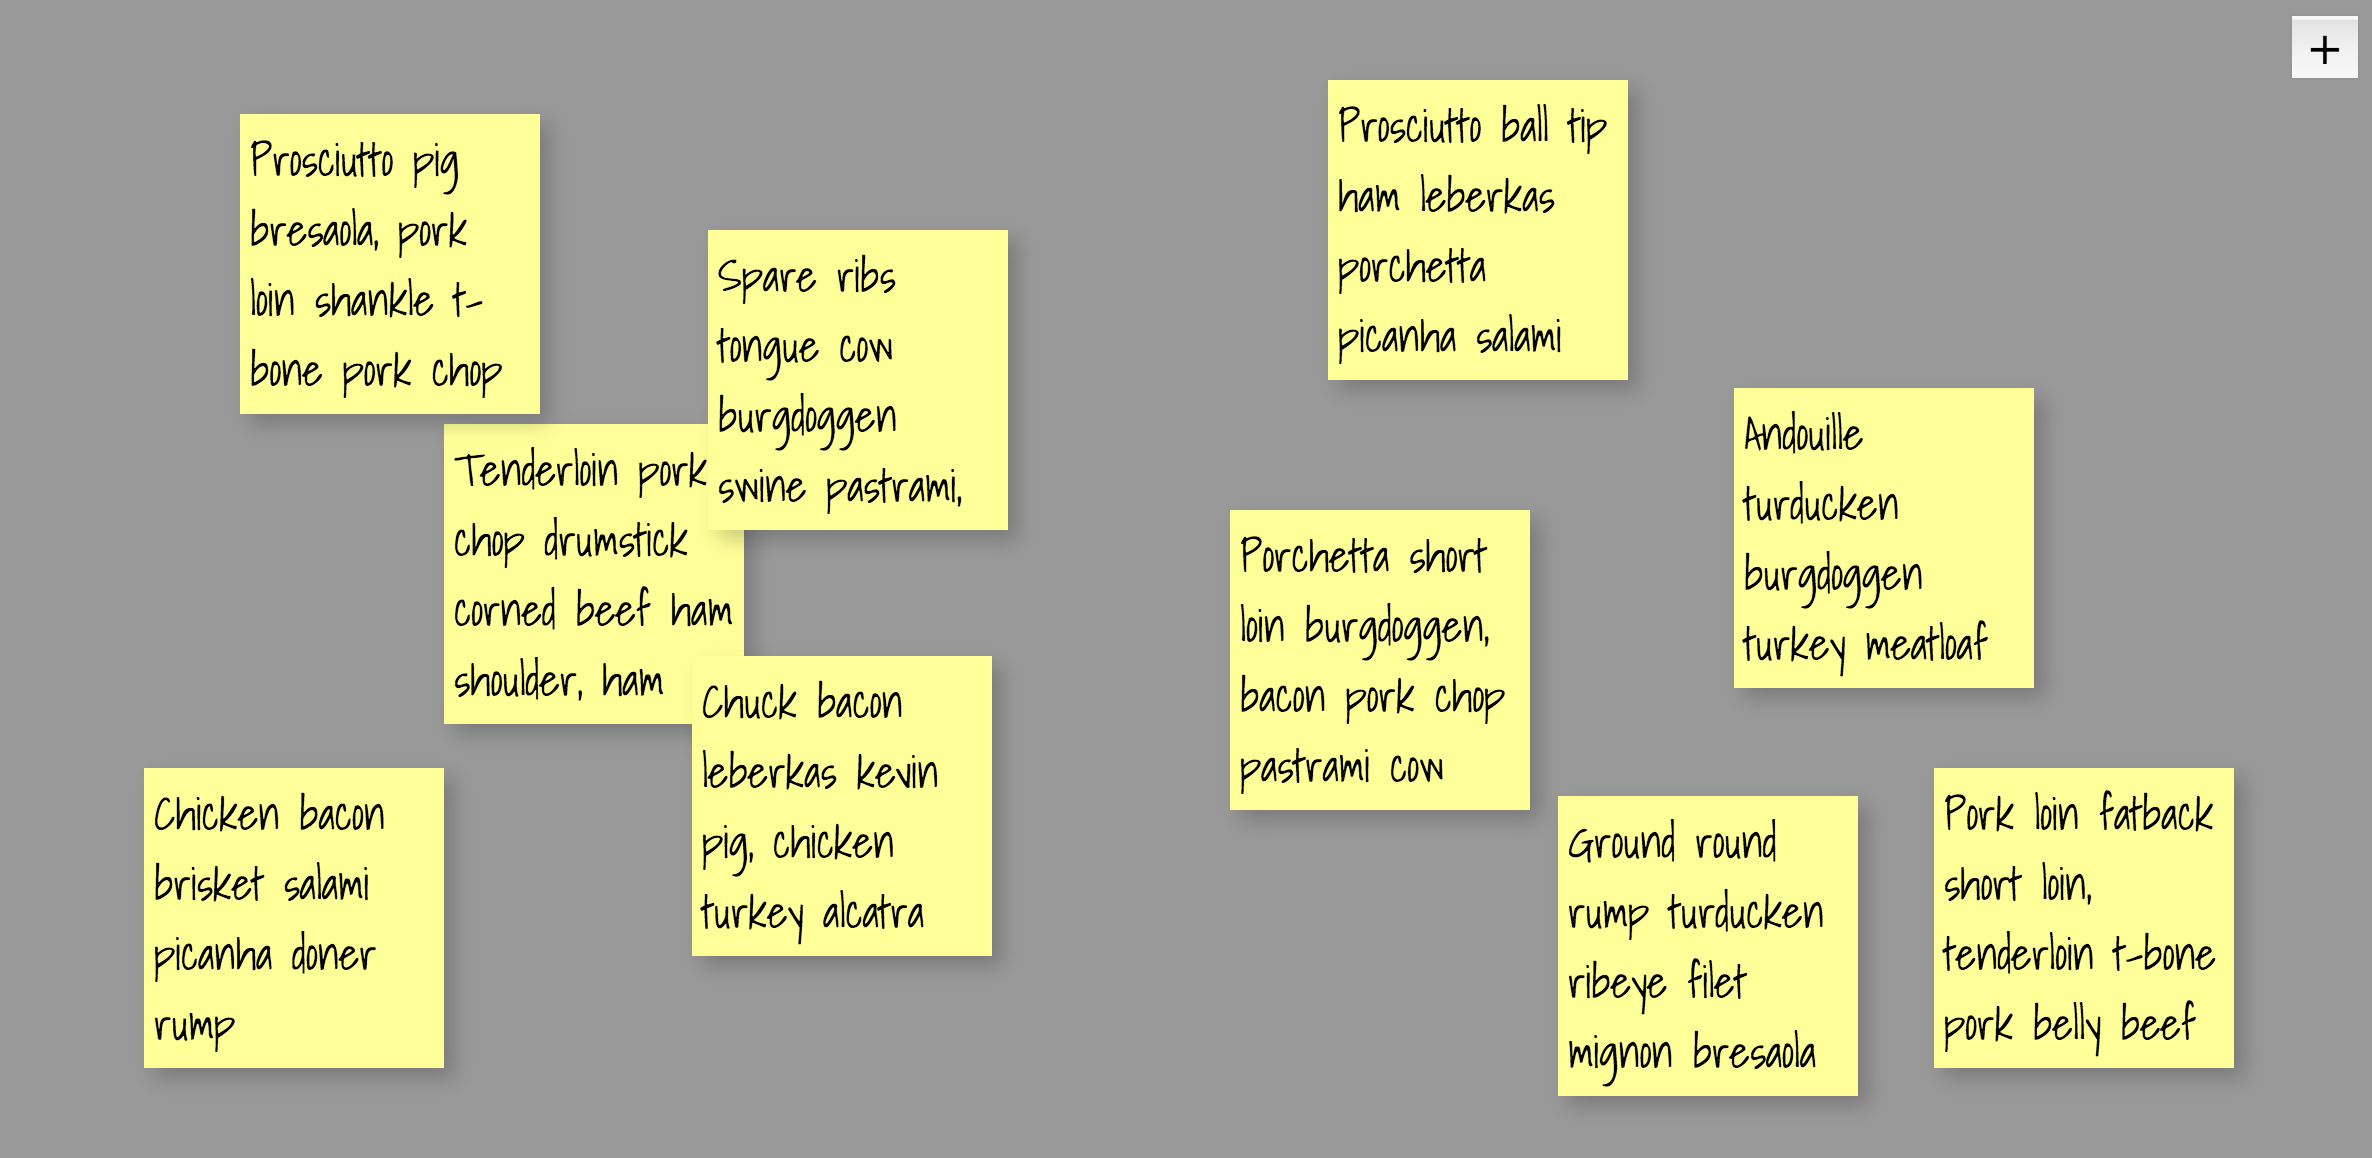 +
Prosciutto pig
bresaola, pork
loin shankle t-
bone pork chop
Spare ribs
tongue cow
burgdoggen
swine pastrami,
Tenderloin pork
chop drumstick
corned beef ham
shoulder, ham
Chuck bacon
leberkas kevin
pig, chicken
turkey alcatra
Chicken bacon
brisket salami
picanha doner
rump
Prosciutto ball tip
ham leberkas
porchetta
picanha salami
Andouille
turducken
burgdoggen
turkey meatloaf
Porchetta short
loin burgdoggen,
bacon pork chop
pastrami cow
Ground round
rump turducken
ribeye filet
mignon bresaola
Pork loin fatback
short loin,
tenderloin t-bone
pork belly beef